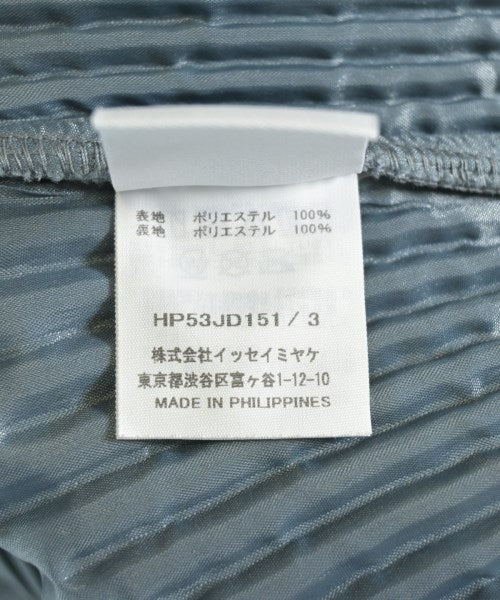 表地 ポリエステル 100%
裏地 ポリエステル 100%
HP53JD151 / 3
株式会社イッセイミヤケ
東京都渋谷区富ヶ谷1-12-10
MADE IN PHILIPPINES